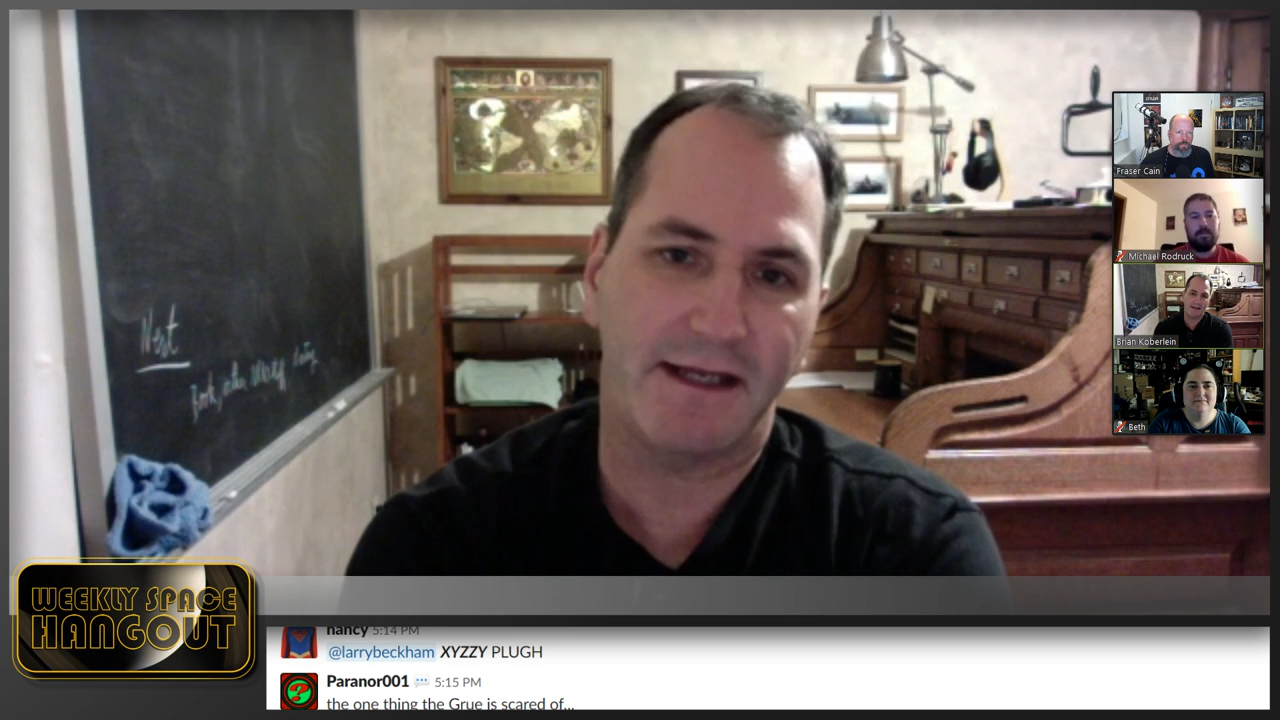 Fraser Cain
Michael Rodruck
Brian Koberlein
Beth
Next
WEEKLY SPACE
HANGOUT
nancy 5:14 PM
@larrybeckham XYZZY PLUGH
Paranor001 5:15 PM
the one thing the Grue is scared of...